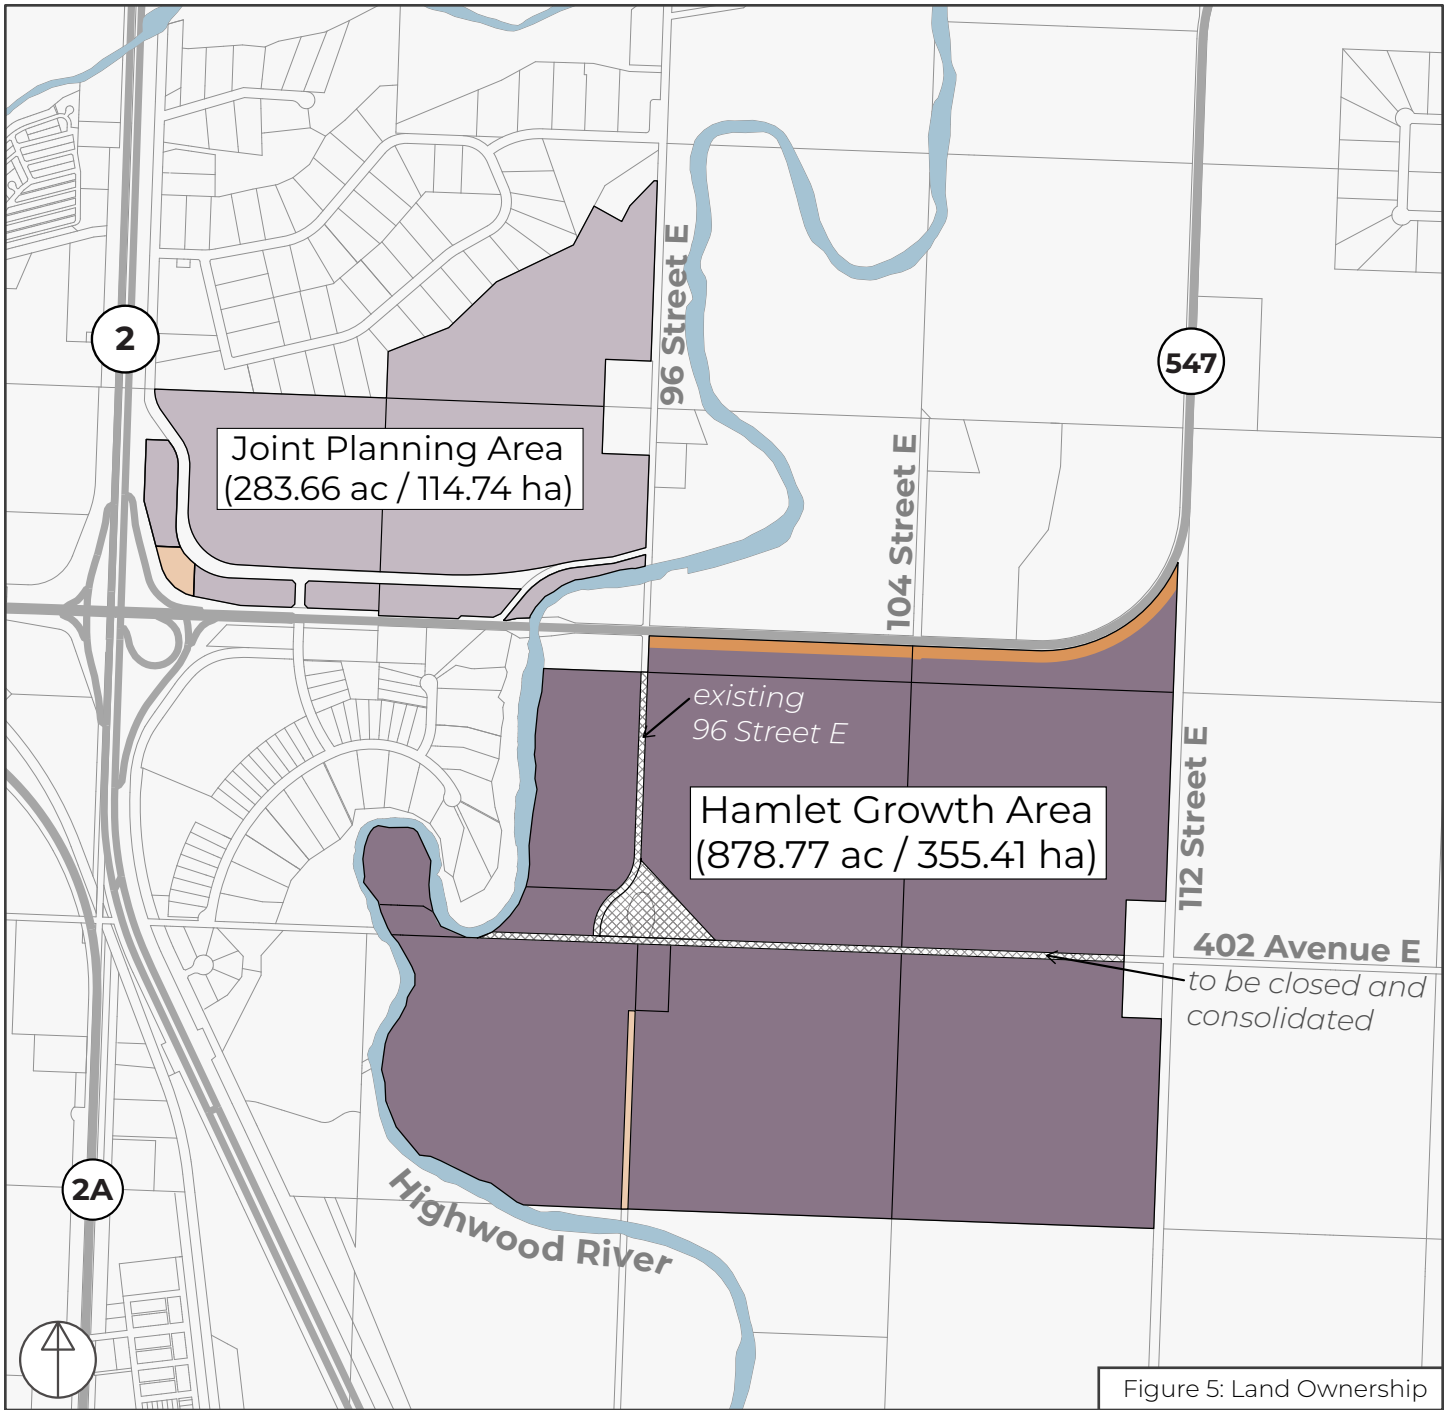 96 Street E
2
547
Joint Planning Area
(283.66 ac / 114.74 ha)
104 Street E
existing
96 Street E
112 Street E
Hamlet Growth Area
(878.77 ac / 355.41 ha)
402 Avenue E
to be closed and
consolidated
2A
Highwood River
Figure 5: Land Ownership